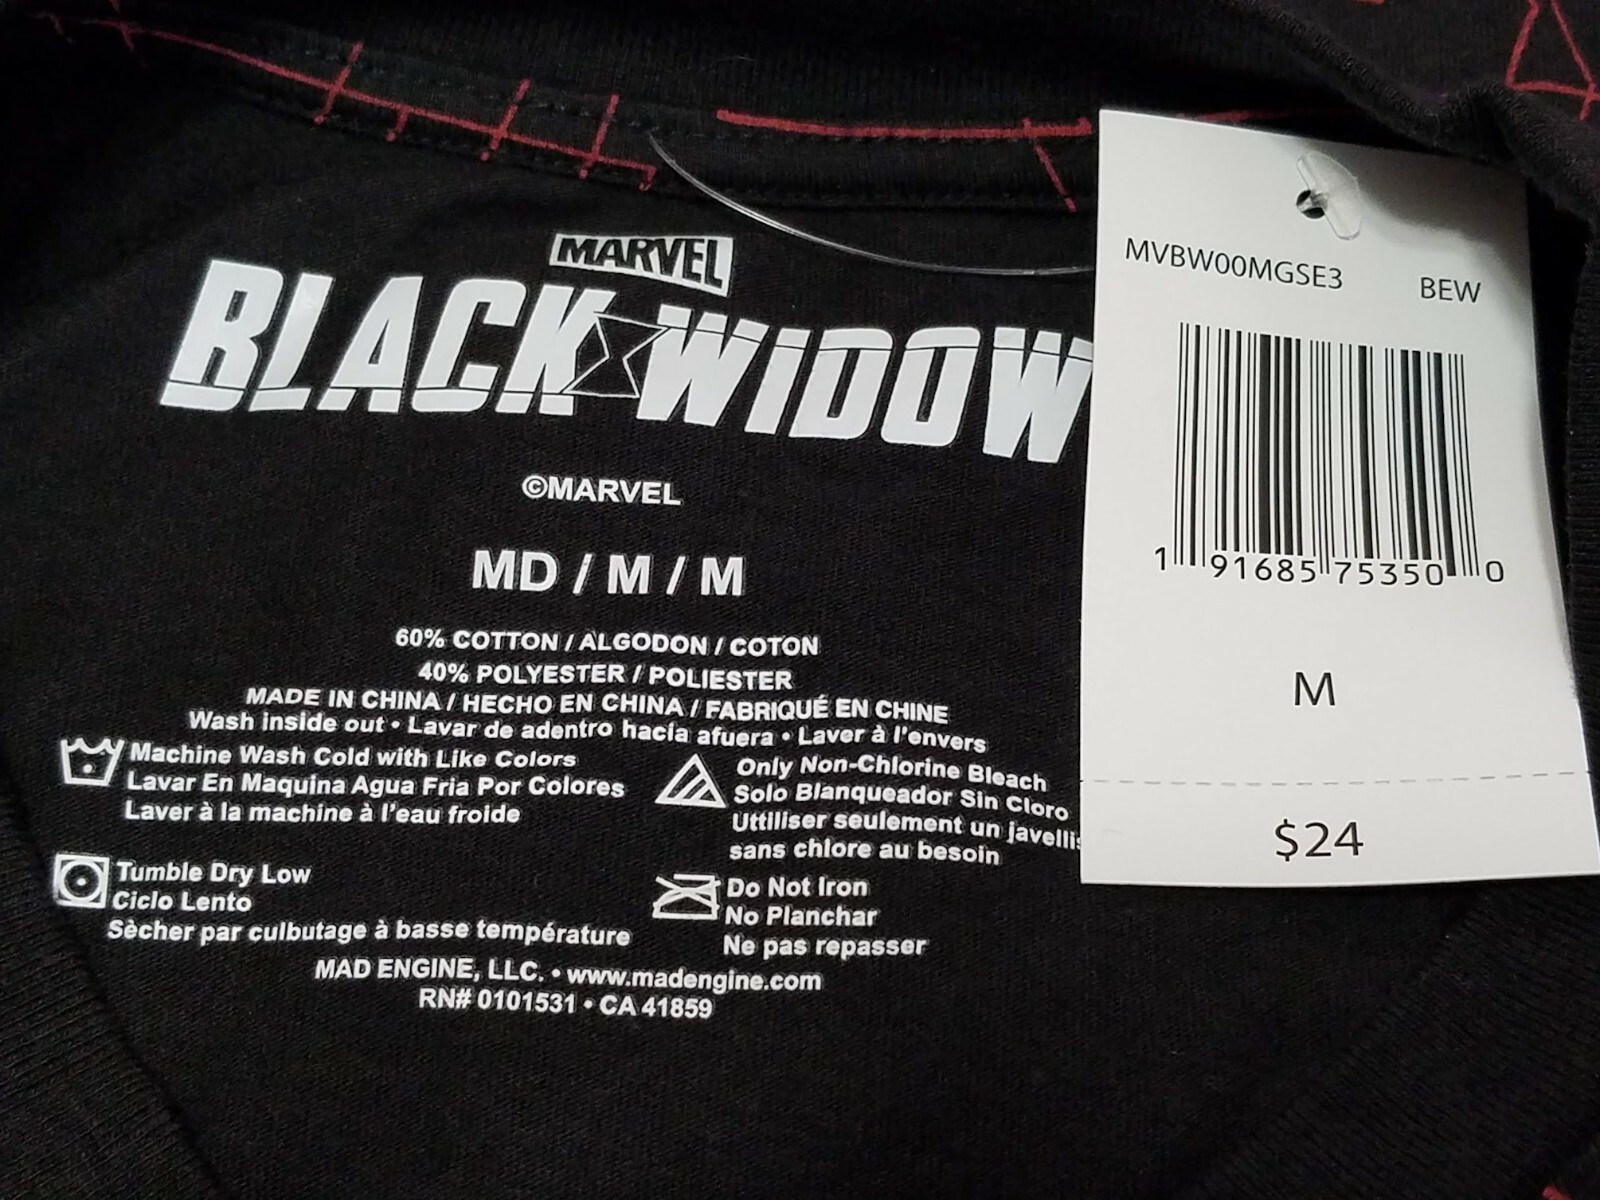 MARVEL
BLACK WIDOW
©MARVEL
MD / M / M
60% COTTON / ALGODON / COTON
40% POLYESTER / POLIESTER
MADE IN CHINA / HECHO EN CHINA / FABRIQUÉ EN CHINE
Wash inside out • Lavar de adentro hacia afuera • Laver à l'envers
Machine Wash Cold with Like Colors
Lavar En Maquina Agua Fria Por Colores
Laver à la machine à l'eau froide
Only Non-Chlorine Bleach
Solo Blanqueador Sin Cloro
Uttiliser seulement un
sans chlore au besoin
Tumble Dry Low
Ciclo Lento
Sècher par culbutage à basse température
Do Not Iron
No Planchar
Ne pas repasser
MAD ENGINE, LLC. • www.madengine.com
RN# 0101531 • CA 41859
MVBW00MGSE3 BEW
1 91685 75350 0
M
$24